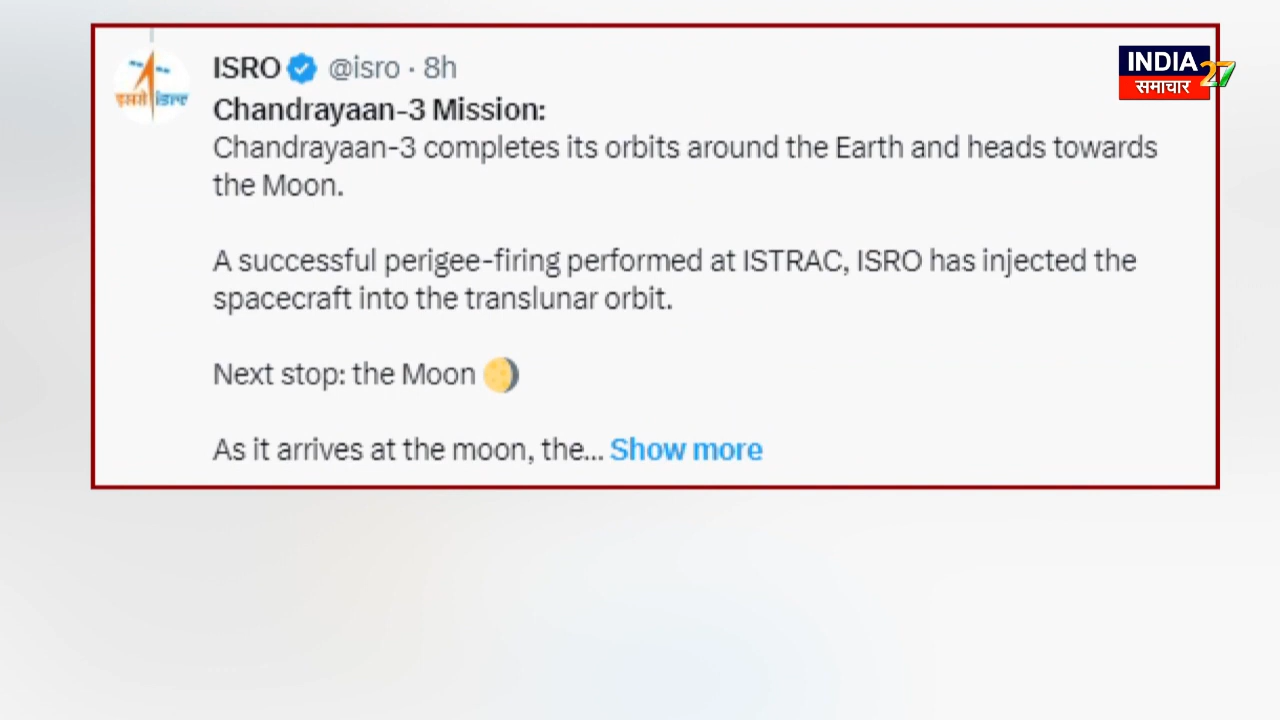 ISRO @isro · 8h
Chandrayaan-3 Mission:
Chandrayaan-3 completes its orbits around the Earth and heads towards
the Moon.
A successful perigee-firing performed at ISTRAC, ISRO has injected the
spacecraft into the translunar orbit.
Next stop: the Moon 🌖
As it arrives at the moon, the... Show more
इसरो isro
INDIA
समाचार
27